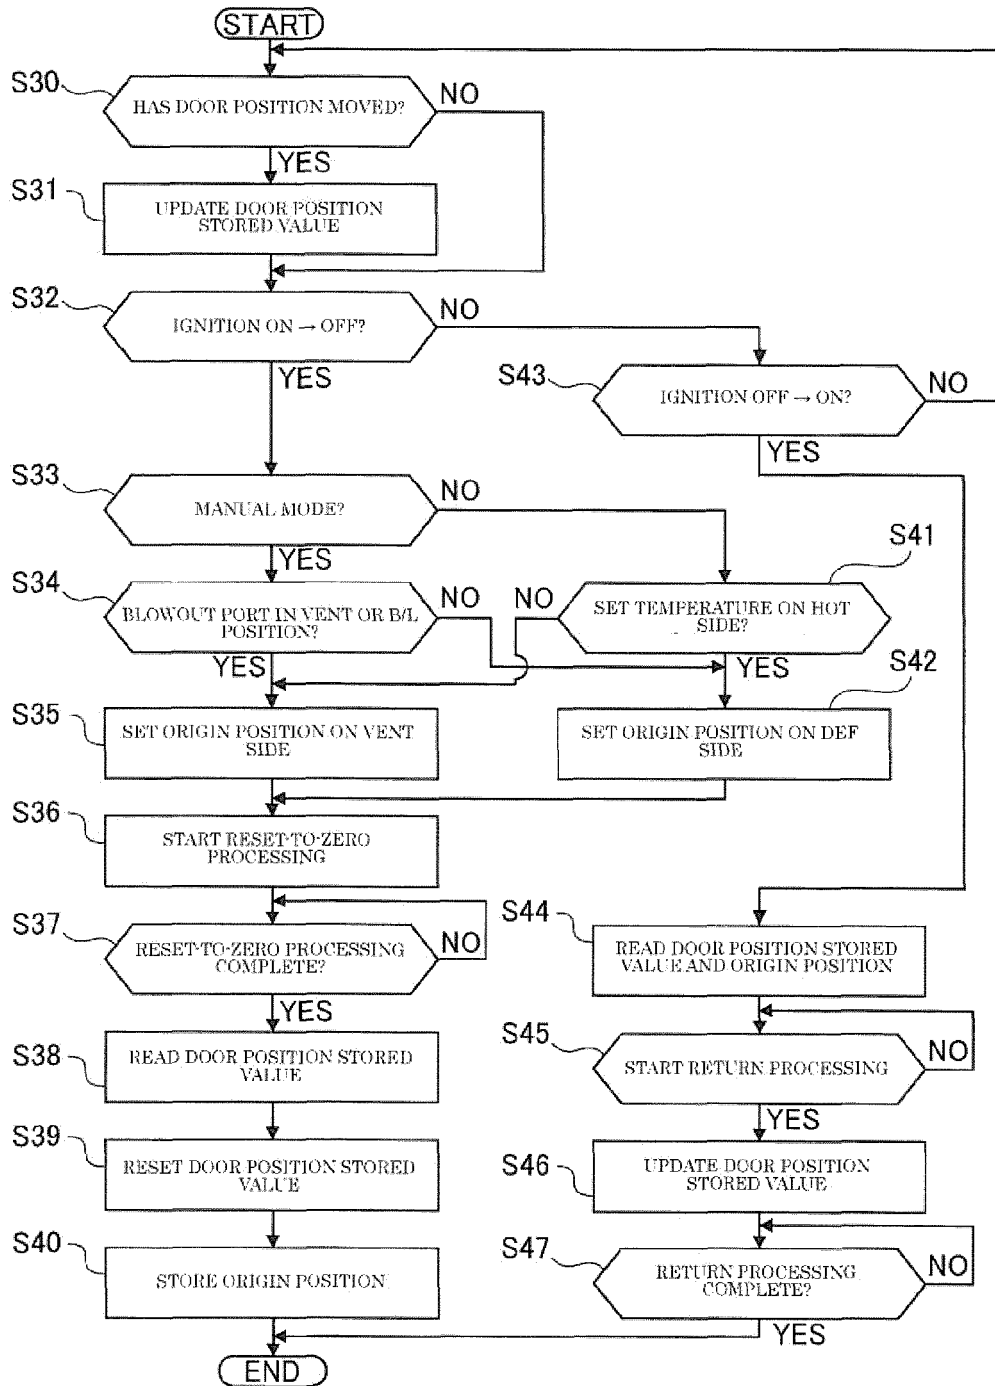 START
S30
HAS DOOR POSITION MOVED?
NO
YES
S31
UPDATE DOOR POSITION
STORED VALUE
S32
IGNITION ON → OFF?
NO
YES
S43
IGNITION OFF → ON?
NO
YES
S33
MANUAL MODE?
NO
YES
S34
BLOWOUT PORT IN VENT OR B/L
POSITION?
NO
YES
S41
SET TEMPERATURE ON HOT
SIDE?
NO
YES
S35
SET ORIGIN POSITION ON VENT
SIDE
S42
SET ORIGIN POSITION ON DEF
SIDE
S36
START RESET-TO-ZERO
PROCESSING
S37
RESET-TO-ZERO PROCESSING
COMPLETE?
NO
YES
S38
READ DOOR POSITION STORED
VALUE
S39
RESET DOOR POSITION STORED
VALUE
S40
STORE ORIGIN POSITION
S44
READ DOOR POSITION STORED
VALUE AND ORIGIN POSITION
S45
START RETURN PROCESSING
NO
YES
S46
UPDATE DOOR POSITION
STORED VALUE
S47
RETURN PROCESSING
COMPLETE?
NO
YES
END